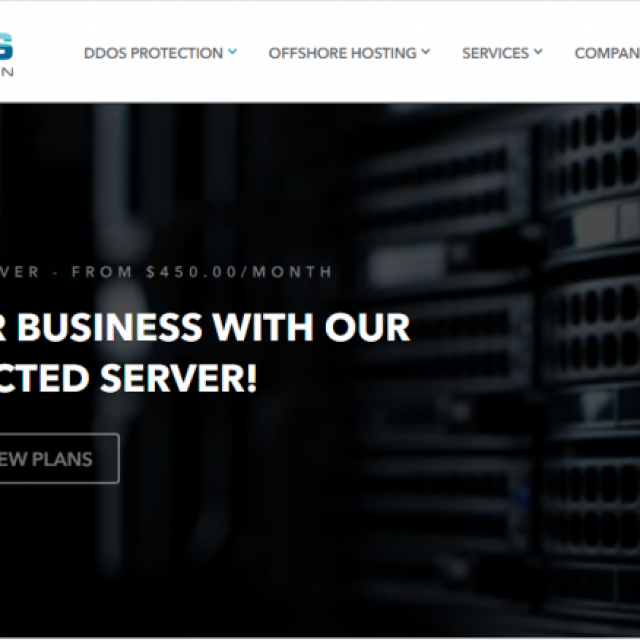 S
N
DDOS PROTECTION
OFFSHORE HOSTING
SERVICES
COMPAN
VER - FROM $450.00/MONTH
R BUSINESS WITH OUR
CTED SERVER!
EW PLANS